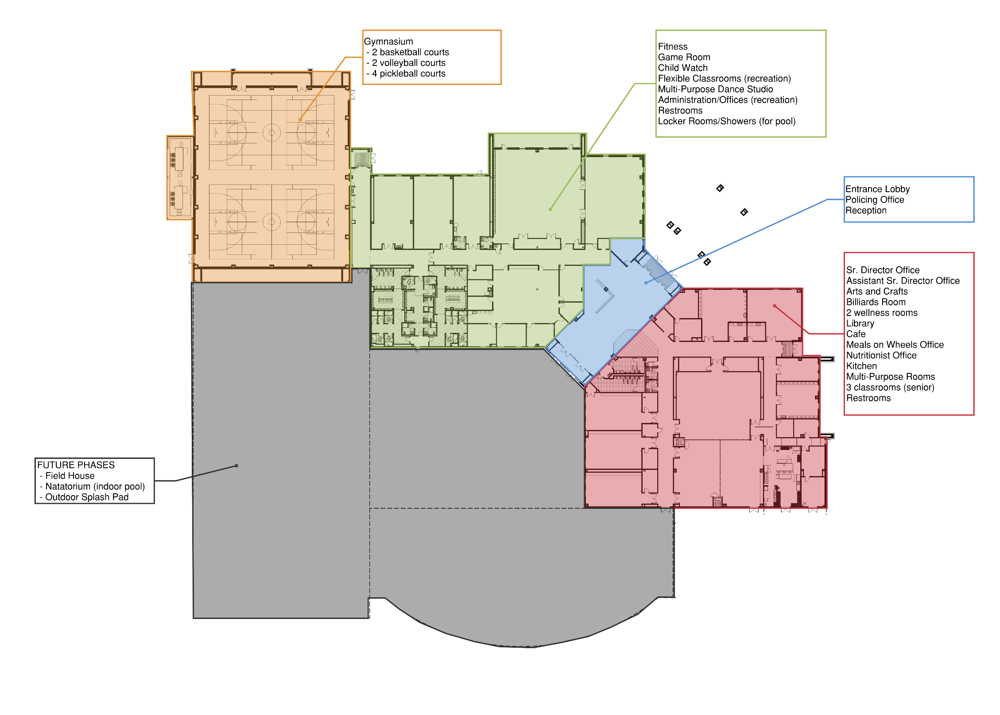 Gymnasium
- 2 basketball courts
- 2 volleyball courts
- 4 pickleball courts
Fitness
Game Room
Child Watch
Flexible Classrooms (recreation)
Multi-Purpose Dance Studio
Administration/Offices (recreation)
Restrooms
Locker Rooms/Showers (for pool)
Entrance Lobby
Policing Office
Reception
Sr. Director Office
Assistant Sr. Director Office
Arts and Crafts
Billiards Room
2 wellness rooms
Library
Cafe
Meals on Wheels Office
Nutritionist Office
Kitchen
Multi-Purpose Rooms
3 classrooms (senior)
Restrooms
FUTURE PHASES
- Field House
- Natatorium (indoor pool)
- Outdoor Splash Pad